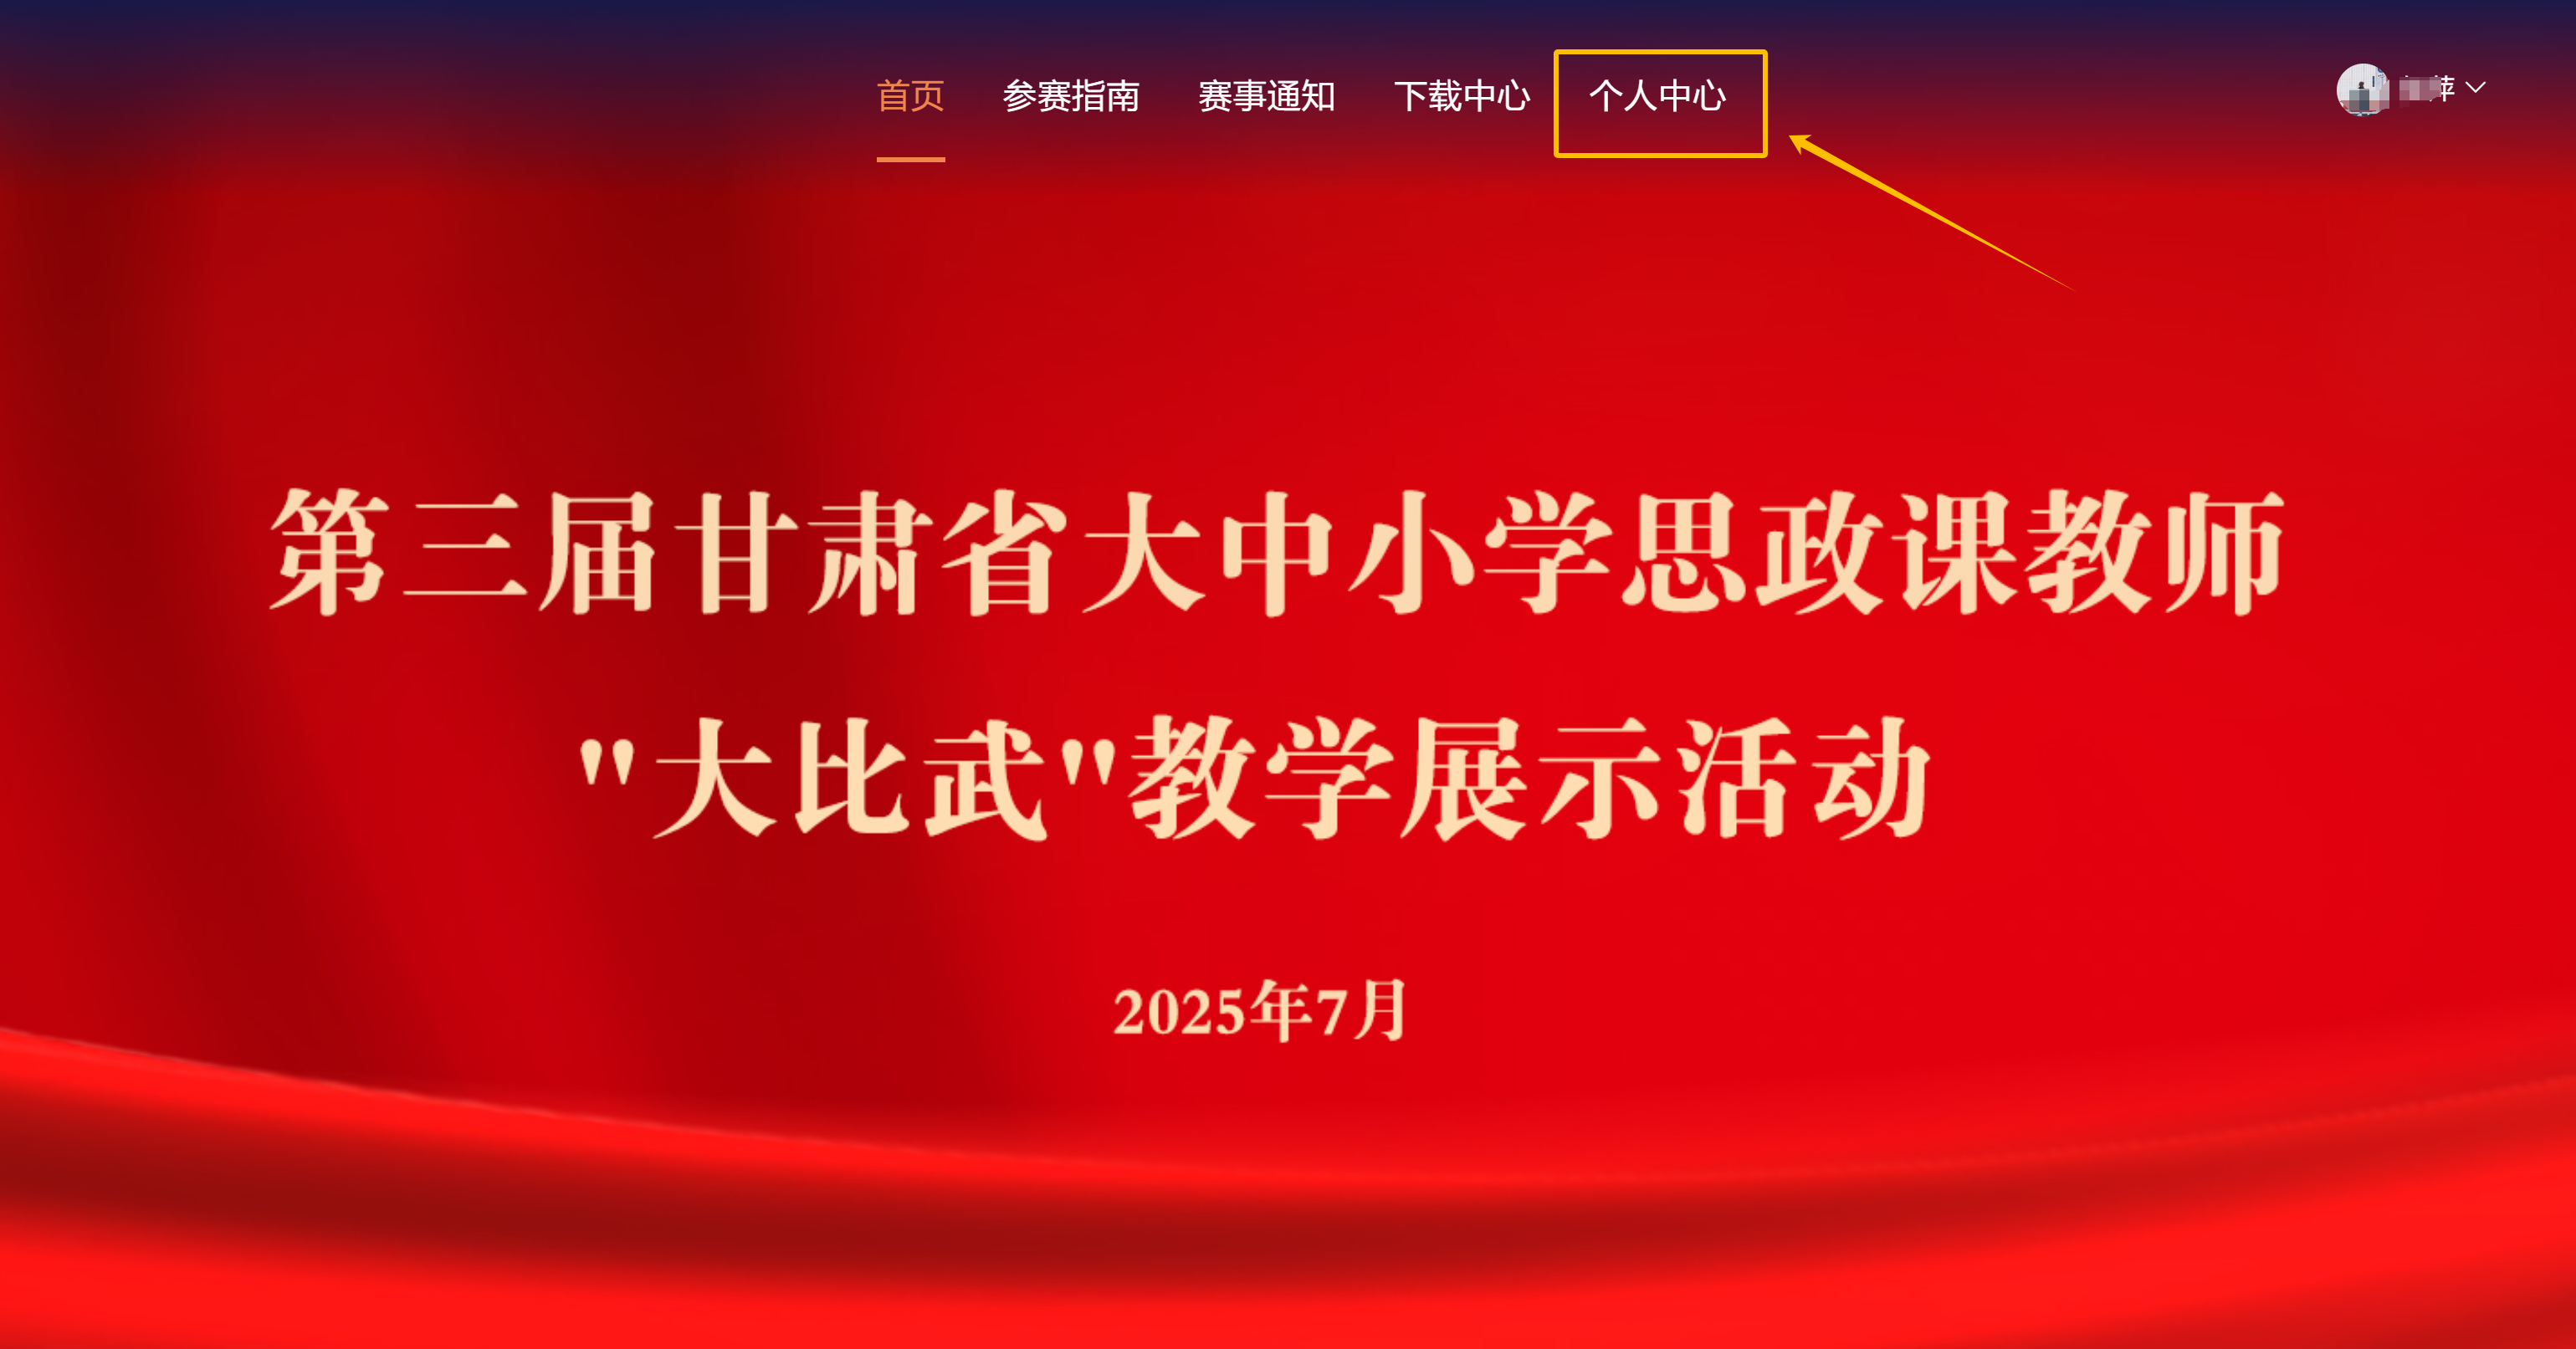 首页 参赛指南 赛事通知 下载中心 个人中心
第三届甘肃省大中小学思政课教师
"大比武"教学展示活动
2025年7月